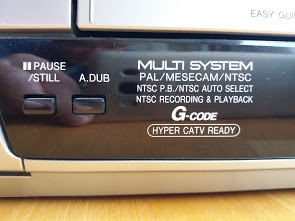 EASY GUI
⏸PAUSE
/STILL
A.DUB
MULTI SYSTEM
PAL/MESECAM/NTSC
NTSC P.B./NTSC AUTO SELECT
NTSC RECORDING & PLAYBACK
G-CODE
HYPER CATV READY